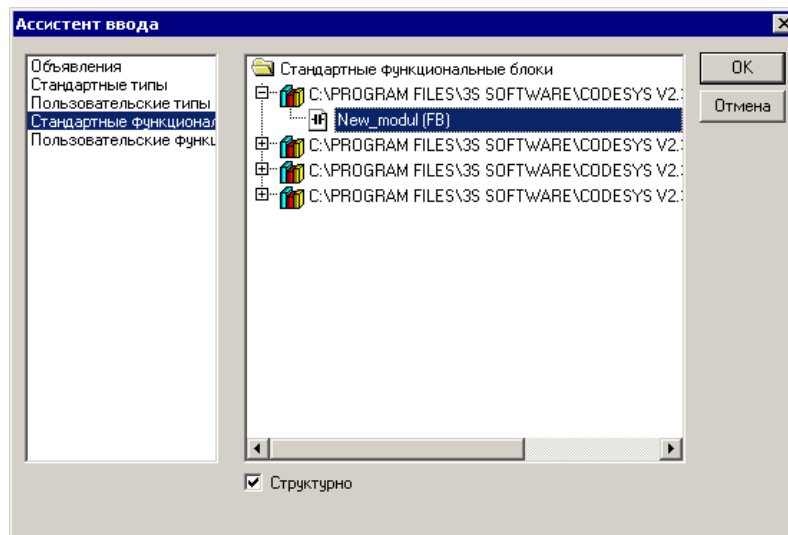 Ассистент ввода
Объявления
Стандартные типы
Пользовательские типы
Стандартные функционал
Пользовательские функц
Стандартные функциональные блоки
C:\PROGRAM FILES\3S SOFTWARE\CODESYS V2.
New_modul (FB)
C:\PROGRAM FILES\3S SOFTWARE\CODESYS V2.
C:\PROGRAM FILES\3S SOFTWARE\CODESYS V2.
C:\PROGRAM FILES\3S SOFTWARE\CODESYS V2.
OK
Отмена
Структурно